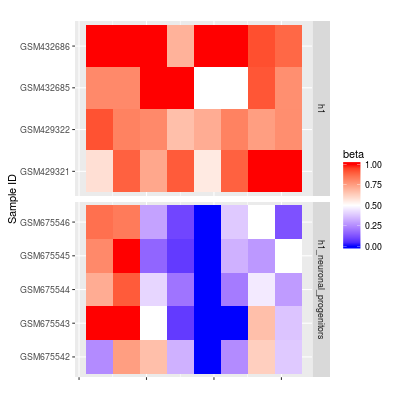 GSM432686
GSM432685
GSM429322
GSM429321
h1
GSM675546
GSM675545
GSM675544
GSM675543
GSM675542
h1_neuronal_progenitors
Sample ID
beta
1.00
0.75
0.50
0.25
0.00